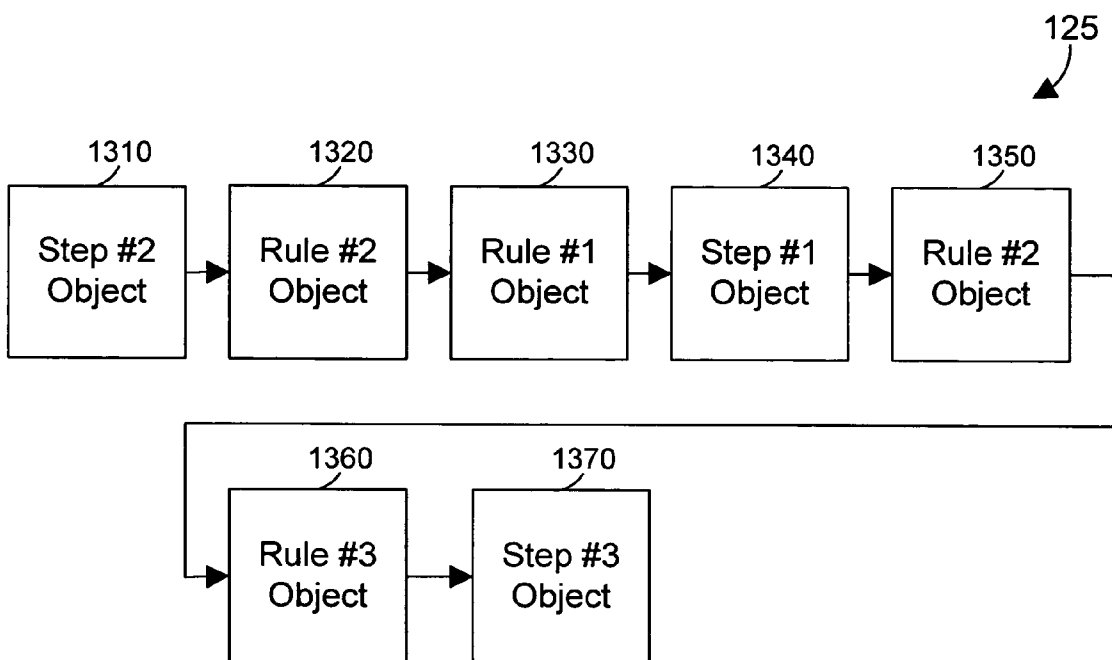 125
1310
1320
1330
1340
1350
Step #2
Object
Rule #2
Object
Rule #1
Object
Step #1
Object
Rule #2
Object
1360
1370
Rule #3
Object
Step #3
Object